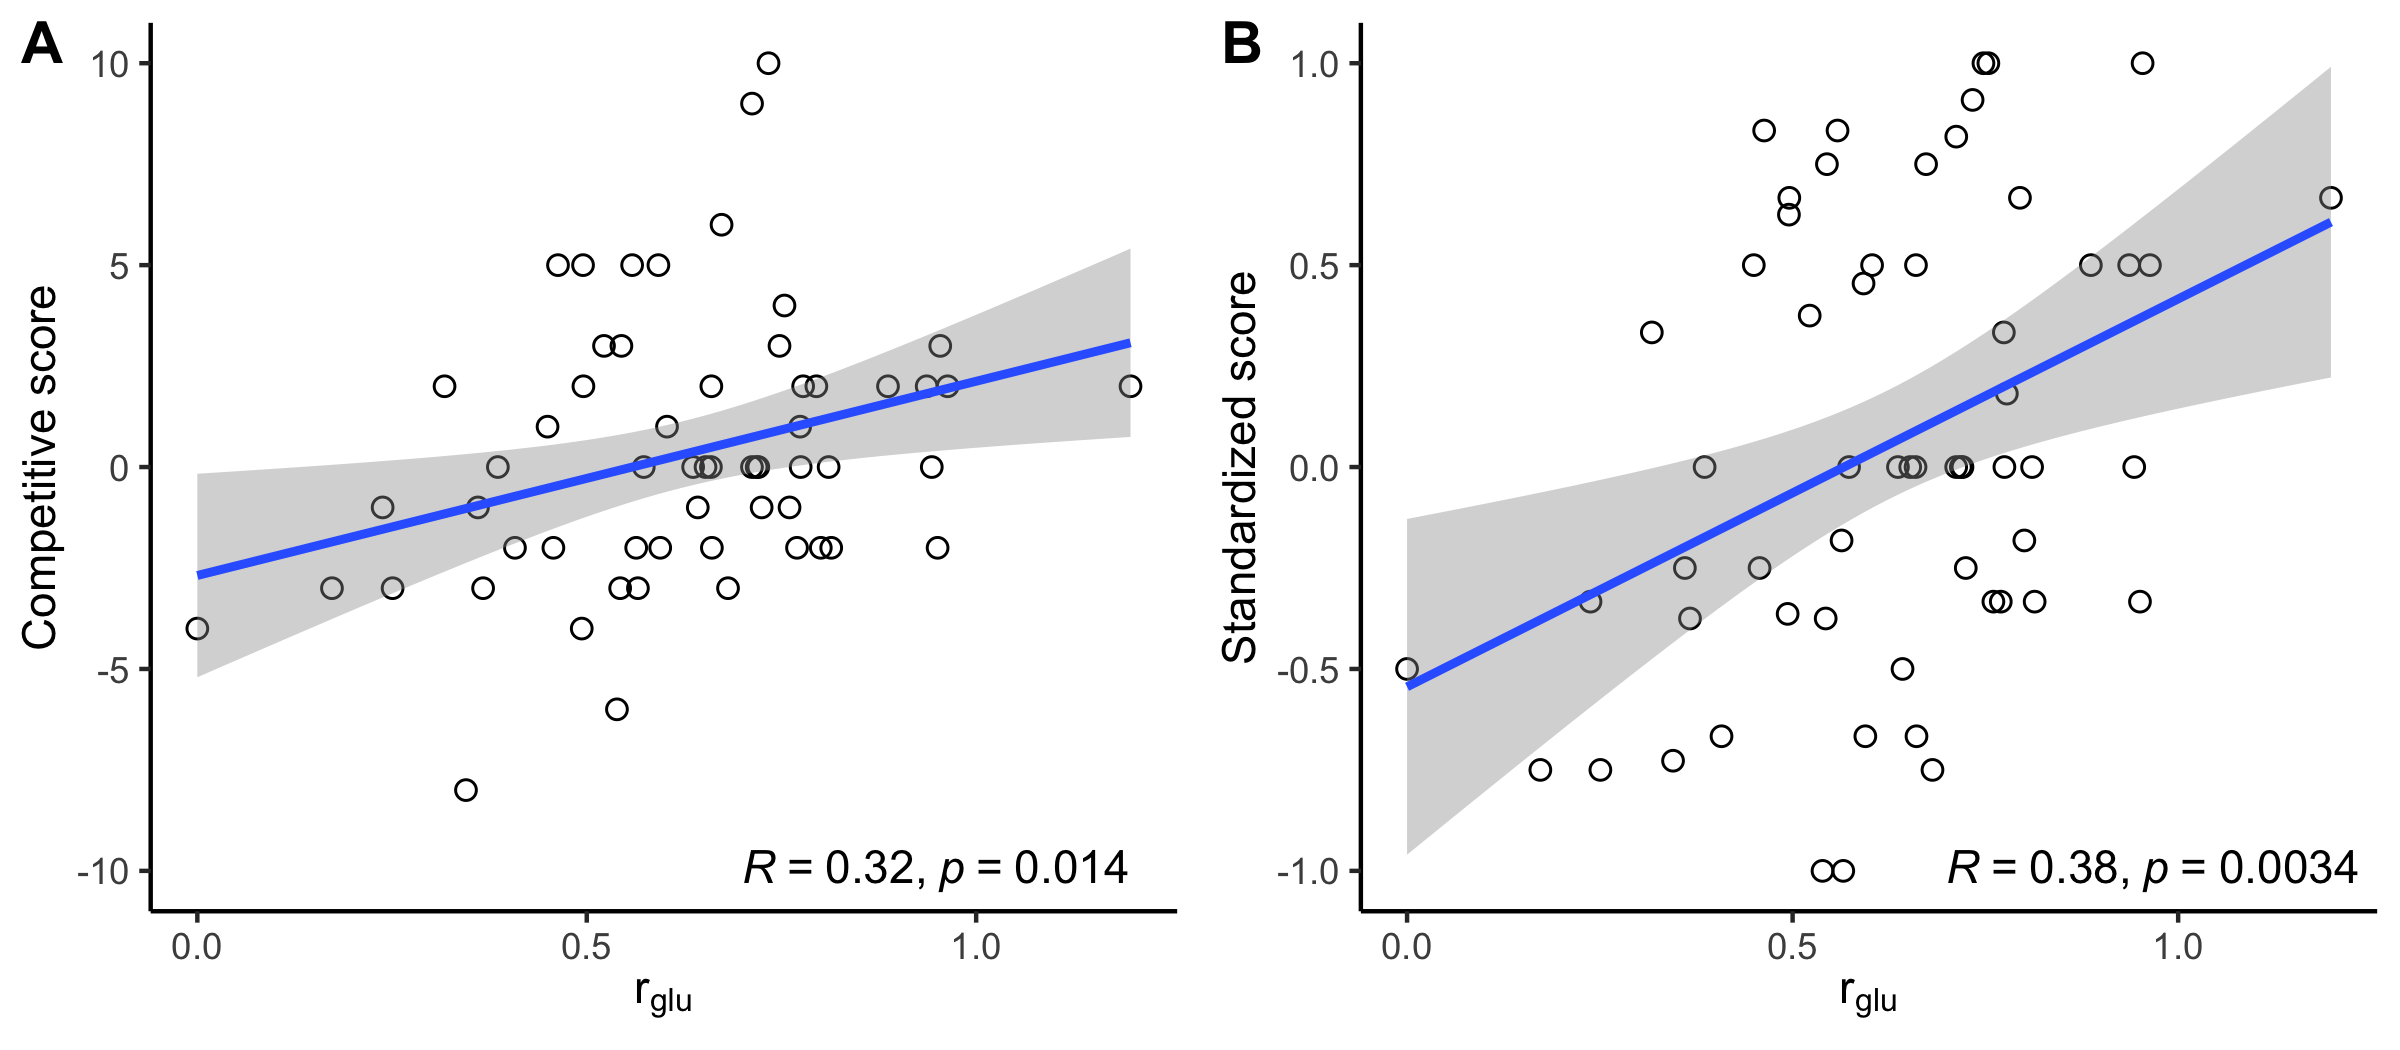 A
Competitive score
10
5
0
-5
-10
0.0 0.5 1.0
r_glu
R = 0.32, p = 0.014
B
Standardized score
1.0
0.5
0.0
-0.5
-1.0
0.0 0.5 1.0
r_glu
R = 0.38, p = 0.0034